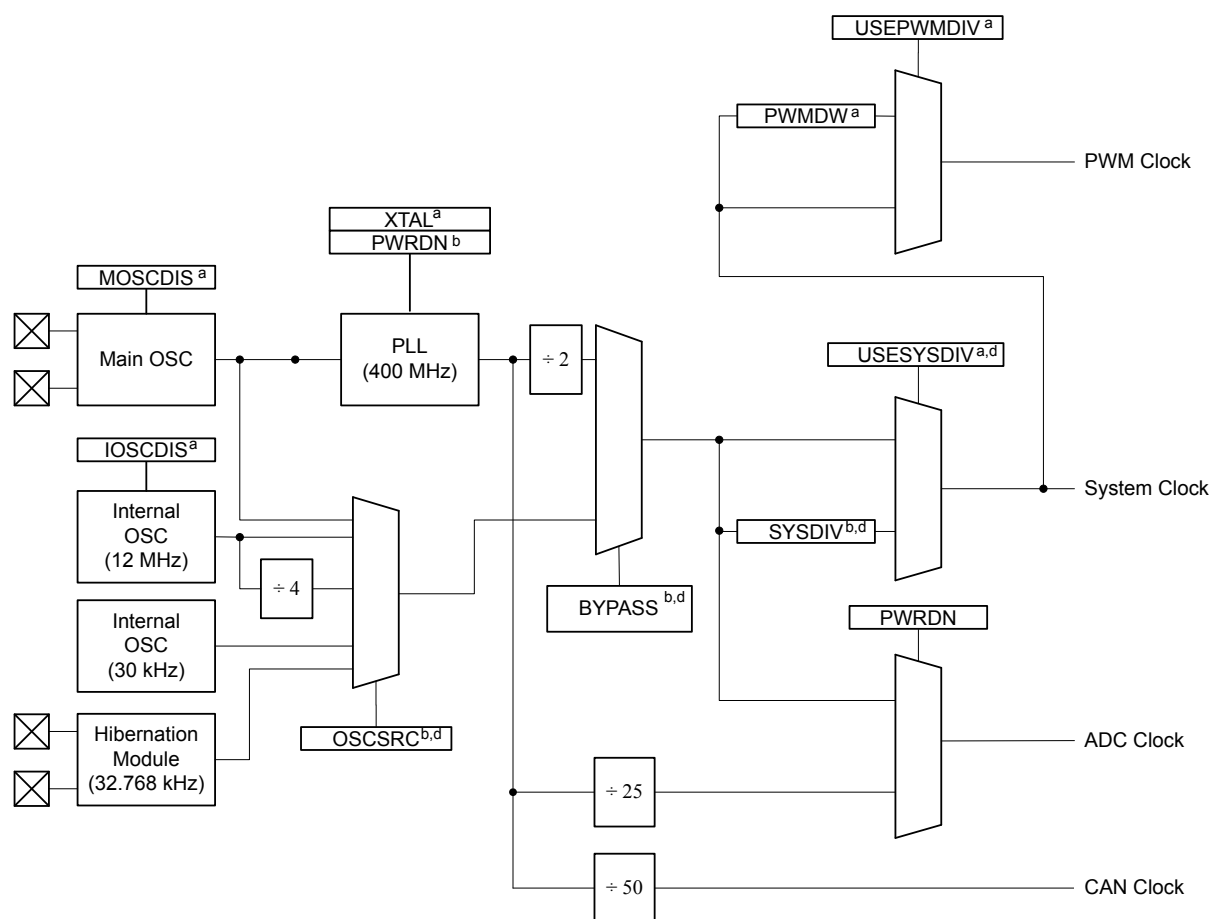 USEPWMDIV a
PWMDW a
PWM Clock
XTAL a
PWRDN b
MOSCDIS a
Main OSC
PLL
(400 MHz)
÷ 2
USESYSDIV a,d
IOSCDIS a
Internal
OSC
(12 MHz)
System Clock
SYSDIV b,d
÷ 4
BYPASS b,d
Internal
OSC
(30 kHz)
PWRDN
OSCSRC b,d
Hibernation
Module
(32.768 kHz)
ADC Clock
÷ 25
÷ 50
CAN Clock